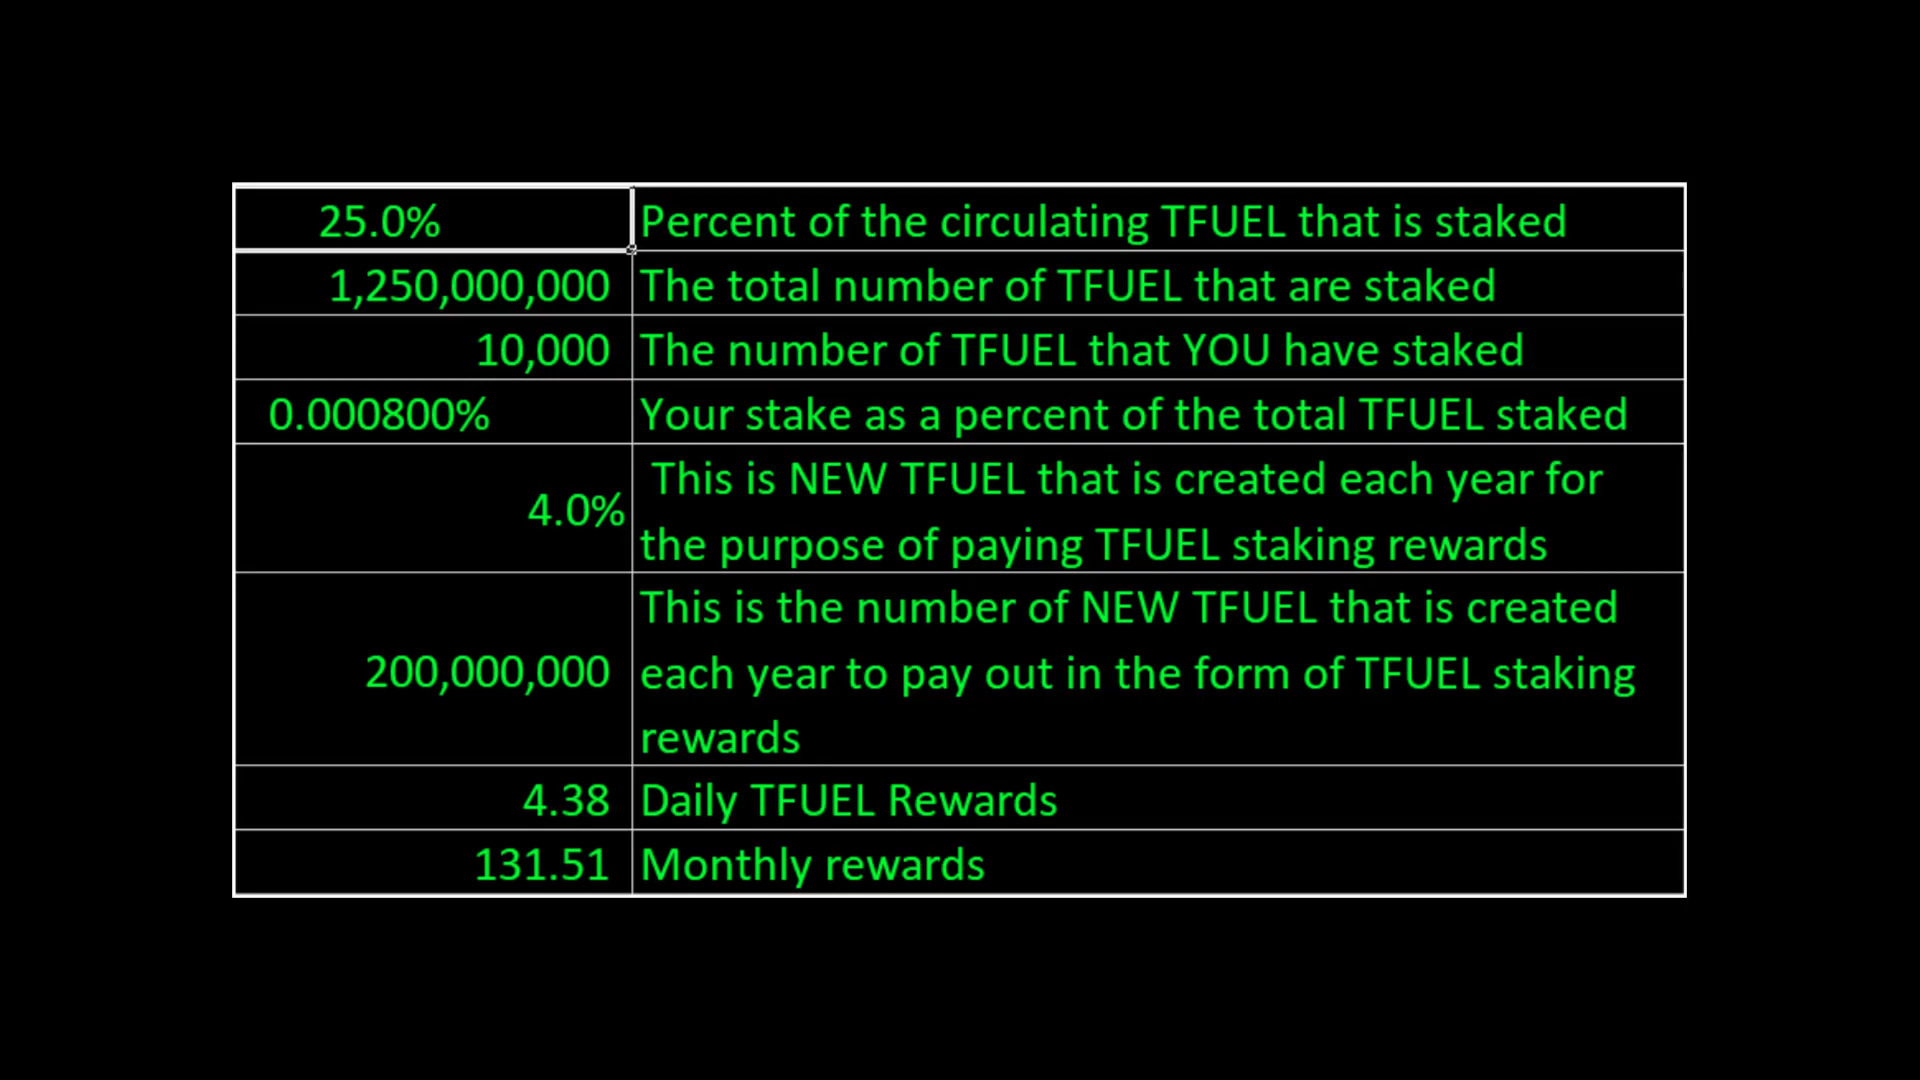 25.0% Percent of the circulating TFUEL that is staked
1,250,000,000 The total number of TFUEL that are staked
10,000 The number of TFUEL that YOU have staked
0.000800% Your stake as a percent of the total TFUEL staked
4.0% This is NEW TFUEL that is created each year for
the purpose of paying TFUEL staking rewards
This is the number of NEW TFUEL that is created
200,000,000 each year to pay out in the form of TFUEL staking
rewards
4.38 Daily TFUEL Rewards
131.51 Monthly rewards